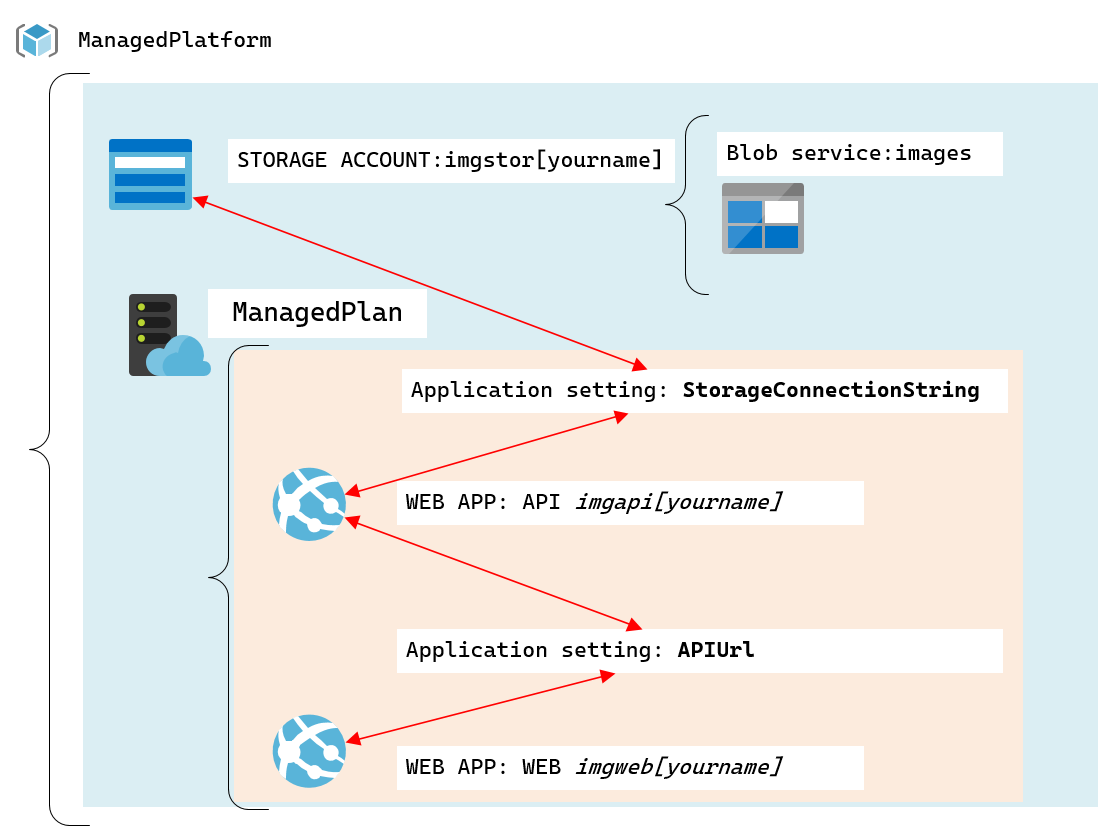 ManagedPlatform
STORAGE ACCOUNT:imgstor[yourname]
Blob service:images
ManagedPlan
Application setting: StorageConnectionString
WEB APP: API imgapi[yourname]
Application setting: APIUrl
WEB APP: WEB imgweb[yourname]